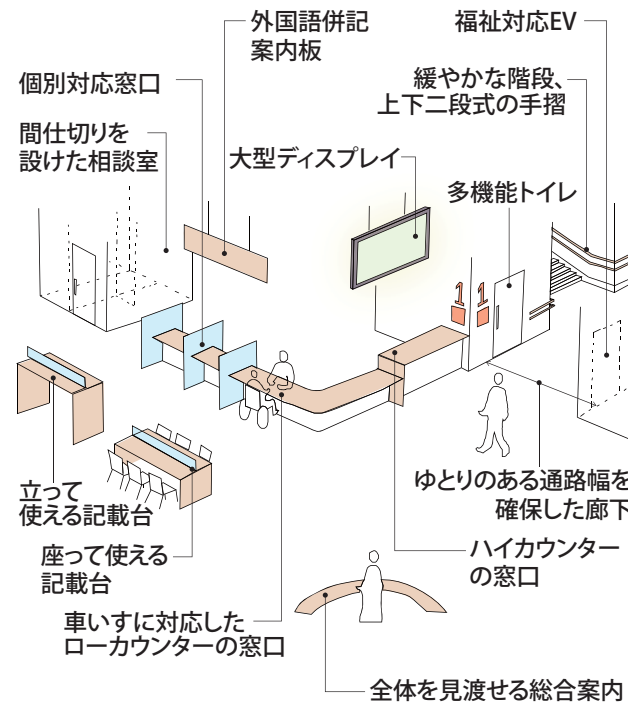 外国語併記
案内板
福祉対応EV
個別対応窓口
緩やかな階段、
上下二段式の手摺
間仕切りを
設けた相談室
大型ディスプレイ
多機能トイレ
1 1
立って
使える記載台
ゆとりのある通路幅を
確保した廊下
座って使える
記載台
ハイカウンター
の窓口
車いすに対応した
ローカウンターの窓口
全体を見渡せる総合案内